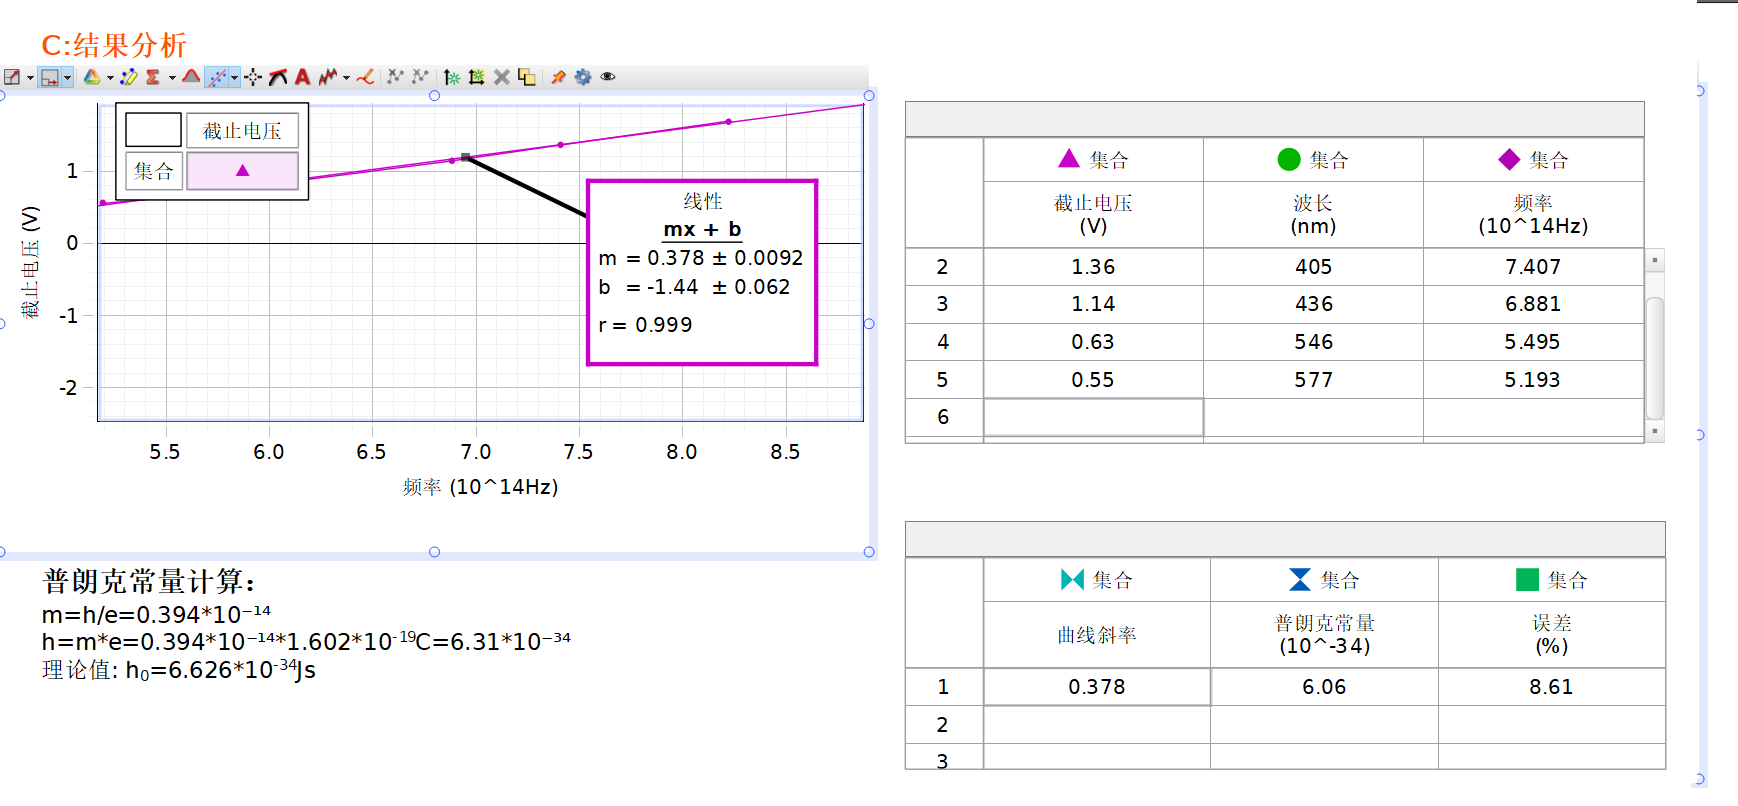 C:结果分析
截止电压
集合
截止电压 (V)
1
0
-1
-2
线性
mx + b
m = 0.378 ± 0.0092
b = -1.44 ± 0.062
r = 0.999
5.5 6.0 6.5 7.0 7.5 8.0 8.5
频率 (10^14Hz)
普朗克常量计算：
m=h/e=0.394*10⁻¹⁴
h=m*e=0.394*10⁻¹⁴*1.602*10⁻¹⁹C=6.31*10⁻³⁴
理论值: h₀=6.626*10⁻³⁴Js
集合 集合 集合
截止电压 波长 频率
(V) (nm) (10^14Hz)
2 1.36 405 7.407
3 1.14 436 6.881
4 0.63 546 5.495
5 0.55 577 5.193
6
集合 集合 集合
曲线斜率 普朗克常量 误差
(10^-34) (%)
1 0.378 6.06 8.61
2
3